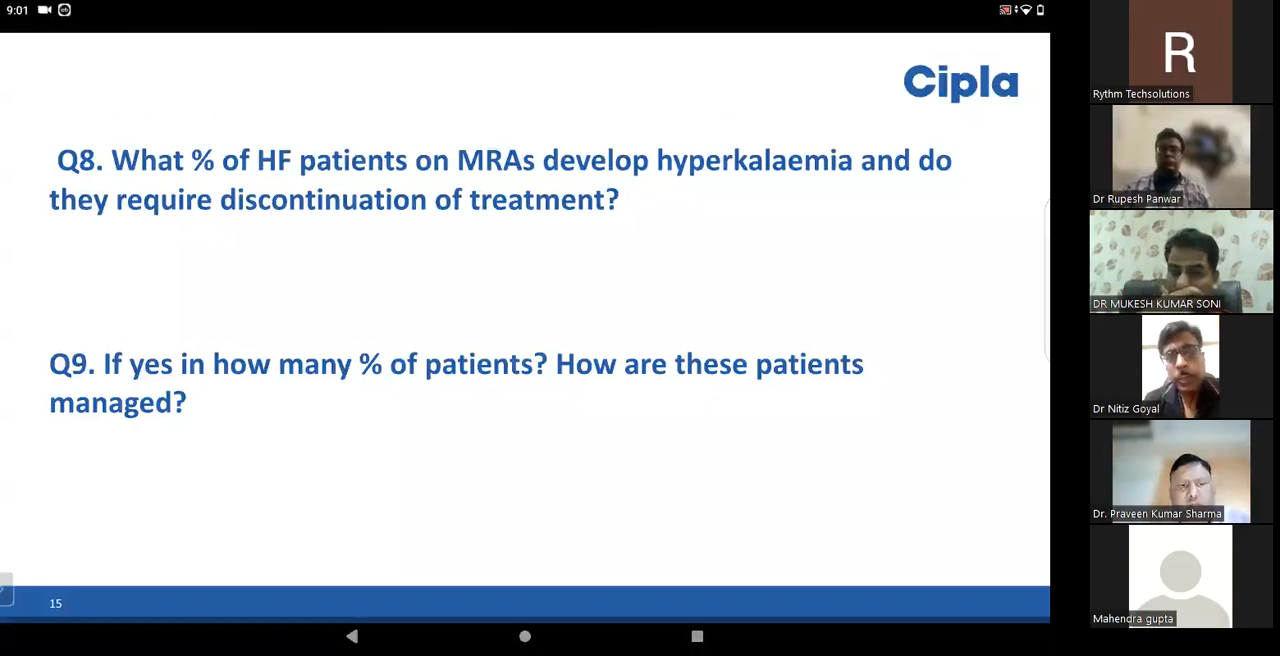 9:01
Cipla
Q8. What % of HF patients on MRAs develop hyperkalaemia and do
they require discontinuation of treatment?
Q9. If yes in how many % of patients? How are these patients
managed?
15
R
Rythm Techsolutions
Dr Rupesh Panwar
DR MUKESH KUMAR SONI
Dr Nitiz Goyal
Dr. Praveen Kumar Sharma
Mahendra gupta